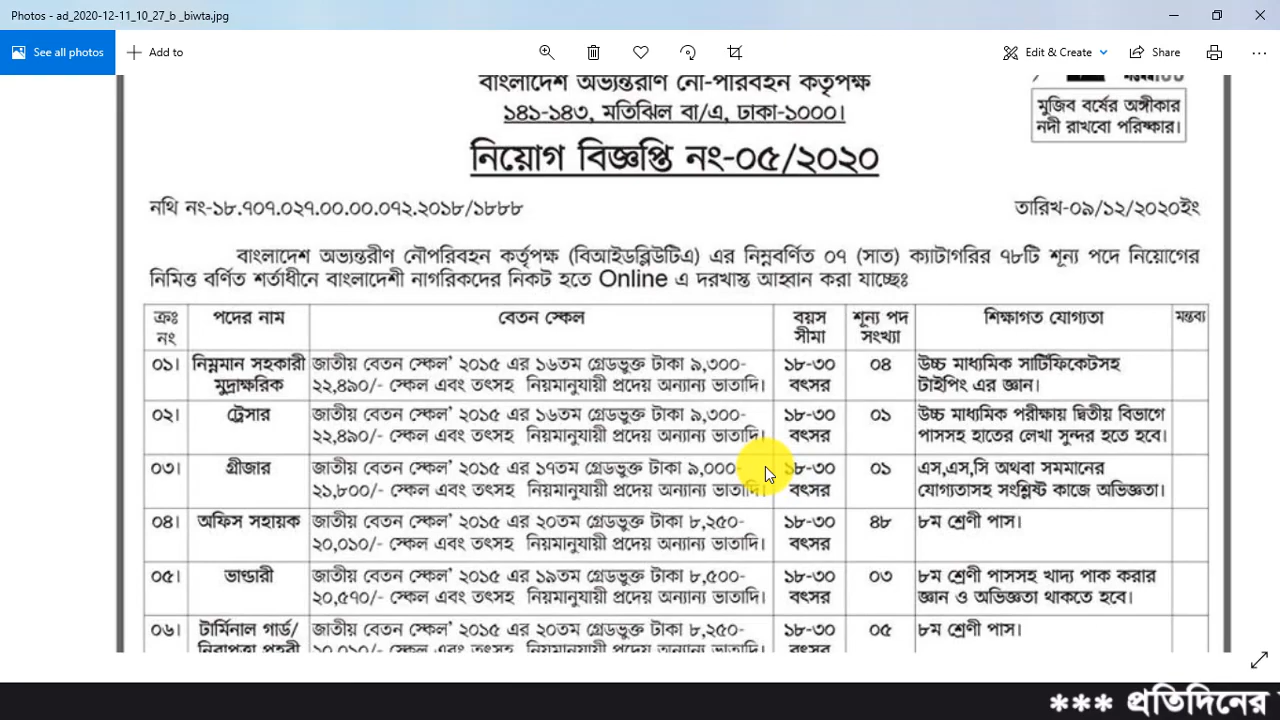 Photos - ad_2020-12-11_10_27_b _biwta.jpg
See all photos
Add to
Edit & Create
Share
বাংলাদেশ অভ্যন্তরীণ নৌ-পরিবহন কর্তৃপক্ষ
১৪১-১৪৩, মতিঝিল বা/এ, ঢাকা-১০০০।
মুজিব বর্ষের অঙ্গীকার
নদী রাখবো পরিষ্কার।
নিয়োগ বিজ্ঞপ্তি নং-০৫/২০২০
নথি নং-১৮.৭০৭.০২৭.০০.০০.০৭২.২০১৮/১৮৮৮
তারিখ-০৯/১২/২০২০ইং
বাংলাদেশ অভ্যন্তরীণ নৌপরিবহন কর্তৃপক্ষ (বিআইডব্লিউটিএ) এর নিম্নবর্ণিত ০৭ (সাত) ক্যাটাগরির ৭৮টি শূন্য পদে নিয়োগের
নিমিত্ত বর্ণিত শর্তাধীনে বাংলাদেশী নাগরিকদের নিকট হতে Online এ দরখাস্ত আহ্বান করা যাচ্ছেঃ
ক্রঃ নং পদের নাম বেতন স্কেল বয়স সীমা শূন্য পদ সংখ্যা শিক্ষাগত যোগ্যতা মন্তব্য
০১। নিম্নমান সহকারী জাতীয় বেতন স্কেল' ২০১৫ এর ১৬তম গ্রেডভুক্ত টাকা ৯,৩০০- ১৮-৩০ ০৪ উচ্চ মাধ্যমিক সার্টিফিকেটসহ
মুদ্রাক্ষরিক ২২,৪৯০/- স্কেল এবং তৎসহ নিয়মানুযায়ী প্রদেয় অন্যান্য ভাতাদি। বৎসর টাইপিং এর জ্ঞান।
০২। ট্রেসার জাতীয় বেতন স্কেল' ২০১৫ এর ১৬তম গ্রেডভুক্ত টাকা ৯,৩০০- ১৮-৩০ ০১ উচ্চ মাধ্যমিক পরীক্ষায় দ্বিতীয় বিভাগে
২২,৪৯০/- স্কেল এবং তৎসহ নিয়মানুযায়ী প্রদেয় অন্যান্য ভাতাদি। বৎসর পাসসহ হাতের লেখা সুন্দর হতে হবে।
০৩। গ্রীজার জাতীয় বেতন স্কেল' ২০১৫ এর ১৭তম গ্রেডভুক্ত টাকা ৯,০০০- ১৮-৩০ ০১ এস,এস,সি অথবা সমমানের
২১,৮০০/- স্কেল এবং তৎসহ নিয়মানুযায়ী প্রদেয় অন্যান্য ভাতাদি। বৎসর যোগ্যতাসহ সংশ্লিষ্ট কাজে অভিজ্ঞতা।
০৪। অফিস সহায়ক জাতীয় বেতন স্কেল' ২০১৫ এর ২০তম গ্রেডভুক্ত টাকা ৮,২৫০- ১৮-৩০ ৪৮ ৮ম শ্রেণী পাস।
২০,০১০/- স্কেল এবং তৎসহ নিয়মানুযায়ী প্রদেয় অন্যান্য ভাতাদি। বৎসর
০৫। ভাণ্ডারী জাতীয় বেতন স্কেল' ২০১৫ এর ১৯তম গ্রেডভুক্ত টাকা ৮,৫০০- ১৮-৩০ ০৩ ৮ম শ্রেণী পাসসহ খাদ্য পাক করার
২০,৫৭০/- স্কেল এবং তৎসহ নিয়মানুযায়ী প্রদেয় অন্যান্য ভাতাদি। বৎসর জ্ঞান ও অভিজ্ঞতা থাকতে হবে।
০৬। টার্মিনাল গার্ড/ জাতীয় বেতন স্কেল' ২০১৫ এর ২০তম গ্রেডভুক্ত টাকা ৮,২৫০- ১৮-৩০ ০৫ ৮ম শ্রেণী পাস।
নিরাপত্তা প্রহরী ২০,০১০/- স্কেল এবং তৎসহ নিয়মানুযায়ী প্রদেয় অন্যান্য ভাতাদি। বৎসর
*** প্রতিদিনের